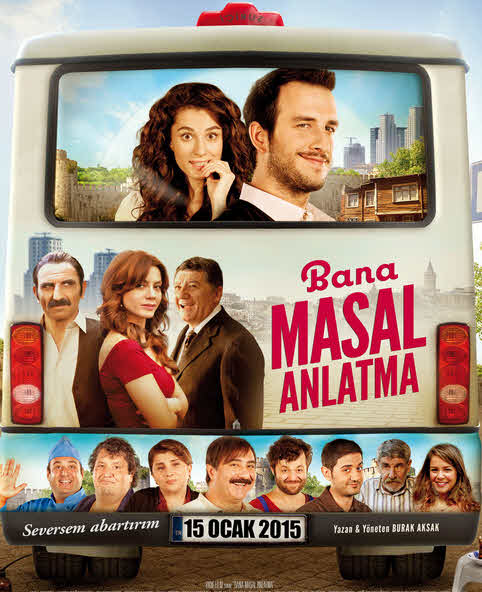 Bana
MASAL
ANLATMA
Seversem abartırım
15 OCAK 2015
Yazan & Yöneten BURAK AKSAK